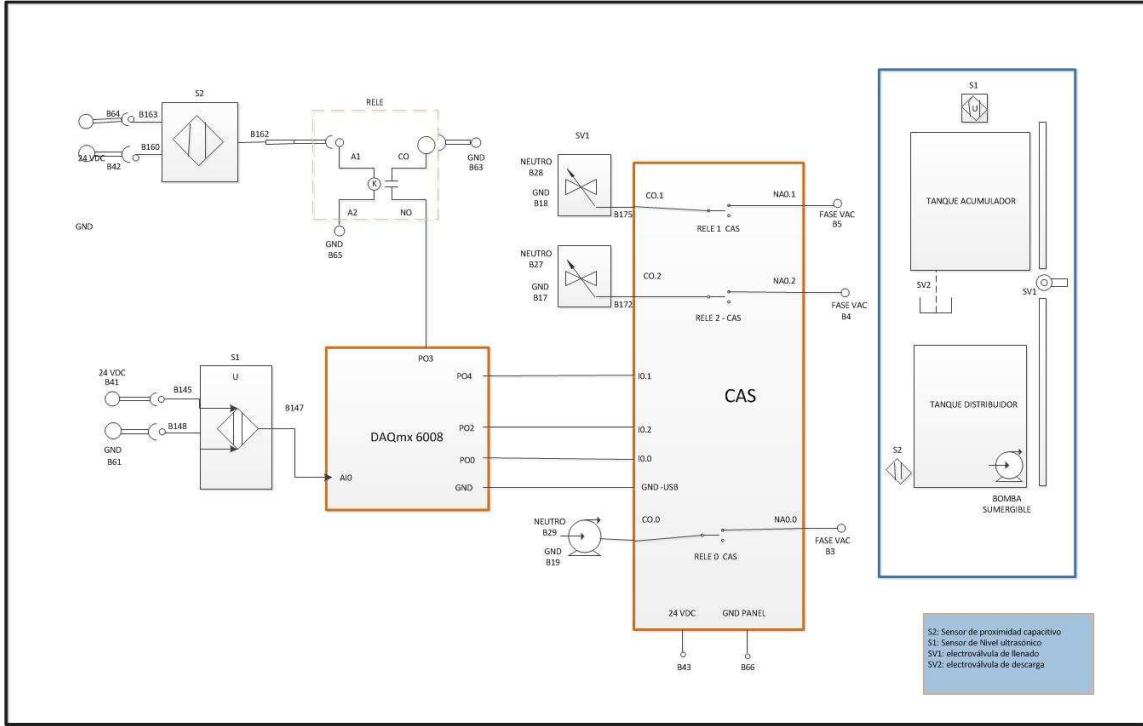 S2
B64
B163
24 VDC
B42
B160
B162
GND
RELE
A1
CO
K
A2
NO
GND
B65
GND
B63
S1
U
24 VDC
B41
B145
B148
GND
B61
B147
PO3
PO4
DAQmx 6008
PO2
PO0
AI0
GND
SV1
NEUTRO
B28
GND
B18
B175
NEUTRO
B27
GND
B17
B172
NEUTRO
B29
GND
B19
CO.1
NA0.1
RELE 1 CAS
FASE VAC
B5
CO.2
NA0.2
RELE 2 - CAS
FASE VAC
B4
I0.1
CAS
I0.2
I0.0
GND -USB
CO.0
NA0.0
RELE 0 CAS
FASE VAC
B3
24 VDC
GND PANEL
B43
B66
S1
U
TANQUE ACUMULADOR
SV2
SV1
TANQUE DISTRIBUIDOR
S2
BOMBA
SUMERGIBLE
S2: Sensor de proximidad capacitivo
S1: Sensor de Nivel ultrasónico
SV1: electroválvula de llenado
SV2: electroválvula de descarga